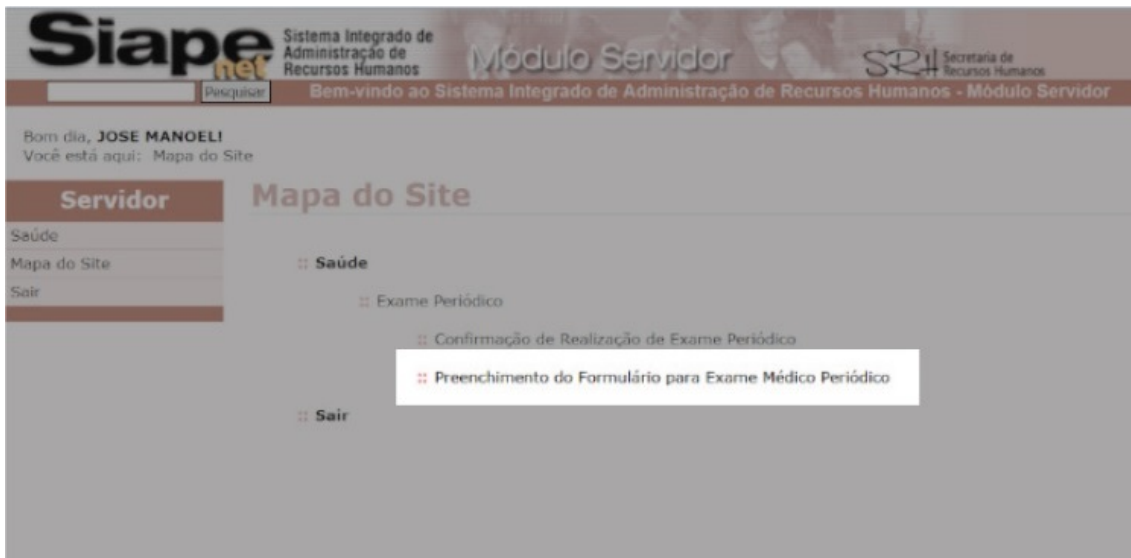 Siape
net
Sistema Integrado de
Administração de
Recursos Humanos
Módulo Servidor
SRH Secretaria de
Recursos Humanos
Pesquisar
Bem-vindo ao Sistema Integrado de Administração de Recursos Humanos - Módulo Servidor
Bom dia, JOSE MANOEL!
Você está aqui: Mapa do Site
Servidor
Saúde
Mapa do Site
Sair
Mapa do Site
:: Saúde
:: Exame Periódico
:: Confirmação de Realização de Exame Periódico
:: Preenchimento do Formulário para Exame Médico Periódico
:: Sair